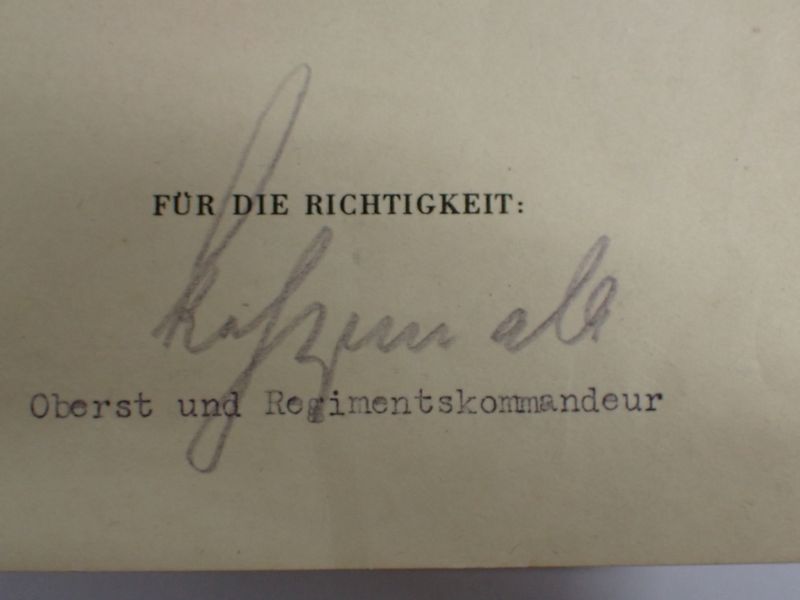 FÜR DIE RICHTIGKEIT:
Oberst und Regimentskommandeur